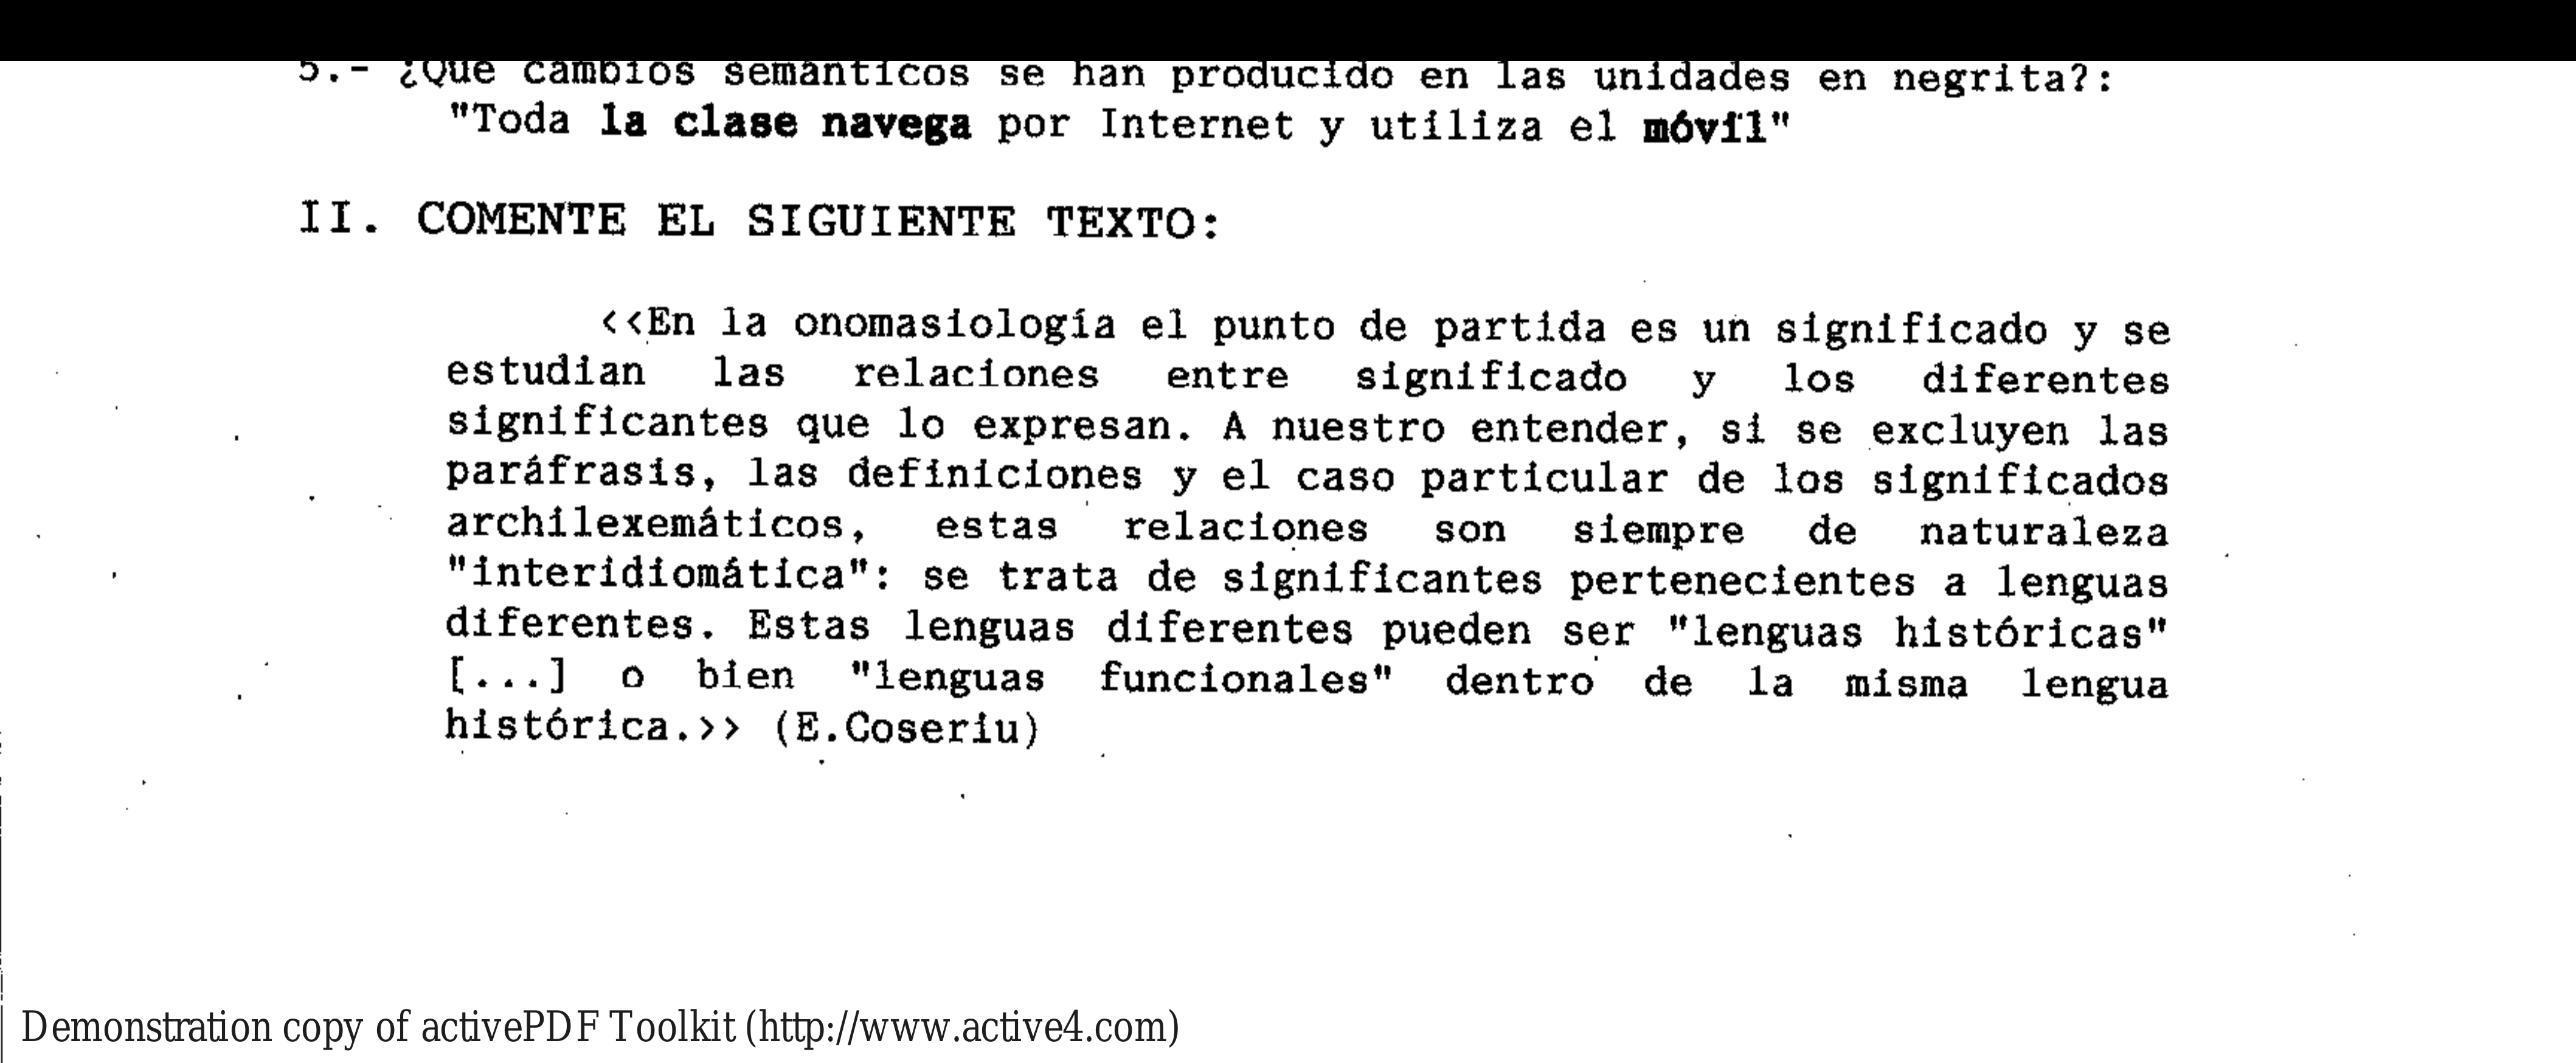 5.- ¿Qué cambios semánticos se han producido en las unidades en negrita?:
"Toda la clase navega por Internet y utiliza el móvil"
II. COMENTE EL SIGUIENTE TEXTO:
<<En la onomasiología el punto de partida es un significado y se
estudian las relaciones entre significado y los diferentes
significantes que lo expresan. A nuestro entender, si se excluyen las
paráfrasis, las definiciones y el caso particular de los significados
archilexemáticos, estas relaciones son siempre de naturaleza
"interidiomática": se trata de significantes pertenecientes a lenguas
diferentes. Estas lenguas diferentes pueden ser "lenguas históricas"
[...] o bien "lenguas funcionales" dentro de la misma lengua
histórica.>> (E.Coseriu)
Demonstration copy of activePDF Toolkit (http://www.active4.com)